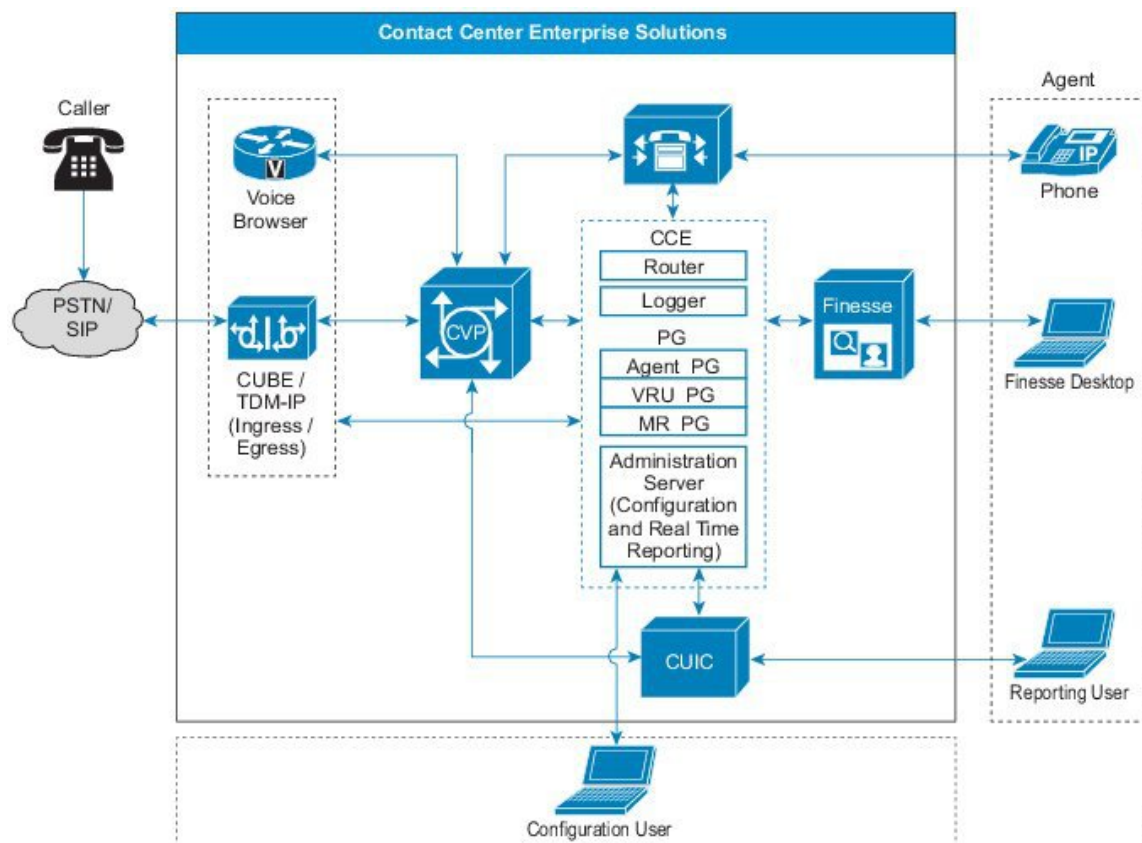 Contact Center Enterprise Solutions
Caller
PSTN/
SIP
V
Voice
Browser
CUBE /
TDM-IP
(Ingress /
Egress)
CVP
CCE
Router
Logger
PG
Agent PG
VRU PG
MR PG
Administration
Server
(Configuration
and Real Time
Reporting)
CUIC
Finesse
Agent
IP
Phone
Finesse Desktop
Reporting User
Configuration User